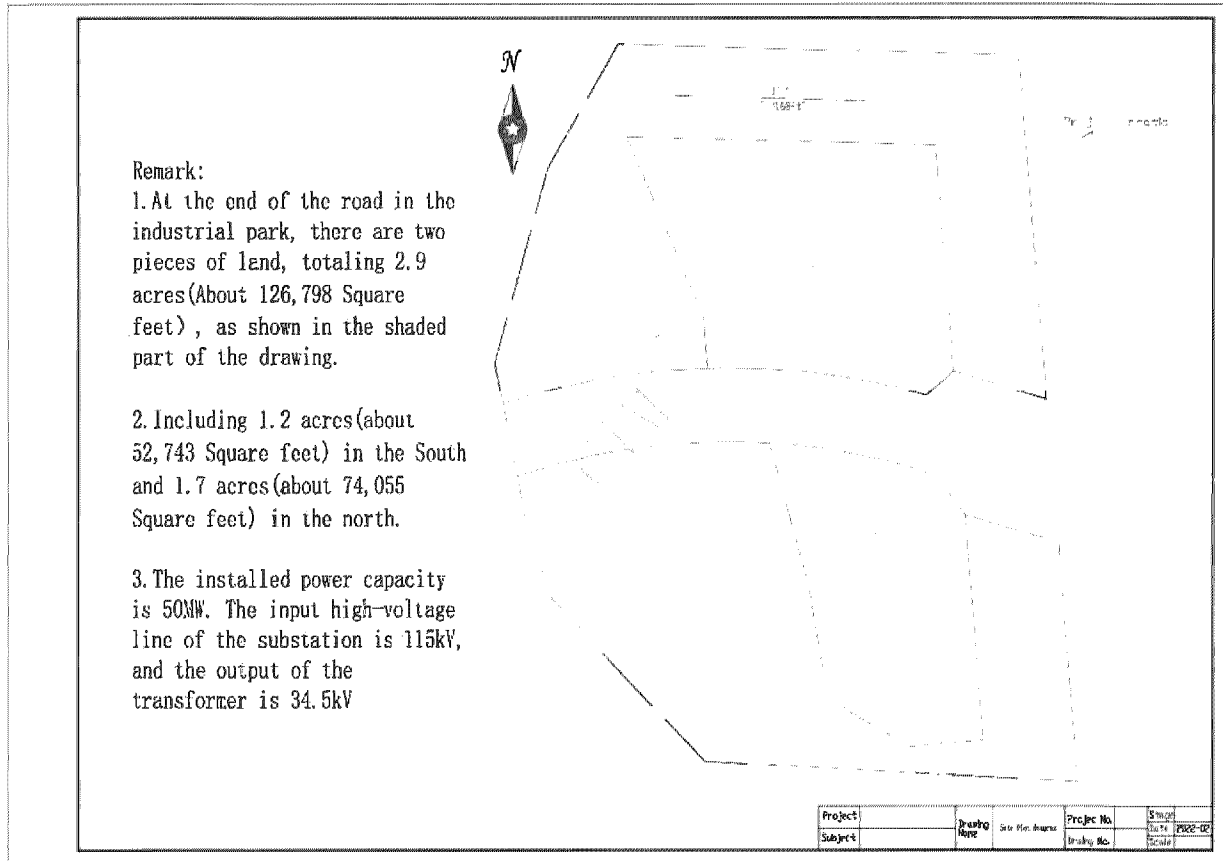 N
Remark:
1.At the end of the road in the
industrial park, there are two
pieces of land, totaling 2.9
acres(About 126,798 Square
feet), as shown in the shaded
part of the drawing.
2.Including 1.2 acres(about
52,743 Square feet) in the South
and 1.7 acres(about 74,055
Square feet) in the north.
3.The installed power capacity
is 50MW. The input high-voltage
line of the substation is 115kV,
and the output of the
transformer is 34.5kV
Project
Subject
Drawing
Name
Site Plan diagram
Projec No.
Drawing No.
Stage
Date 2022-02
Scale